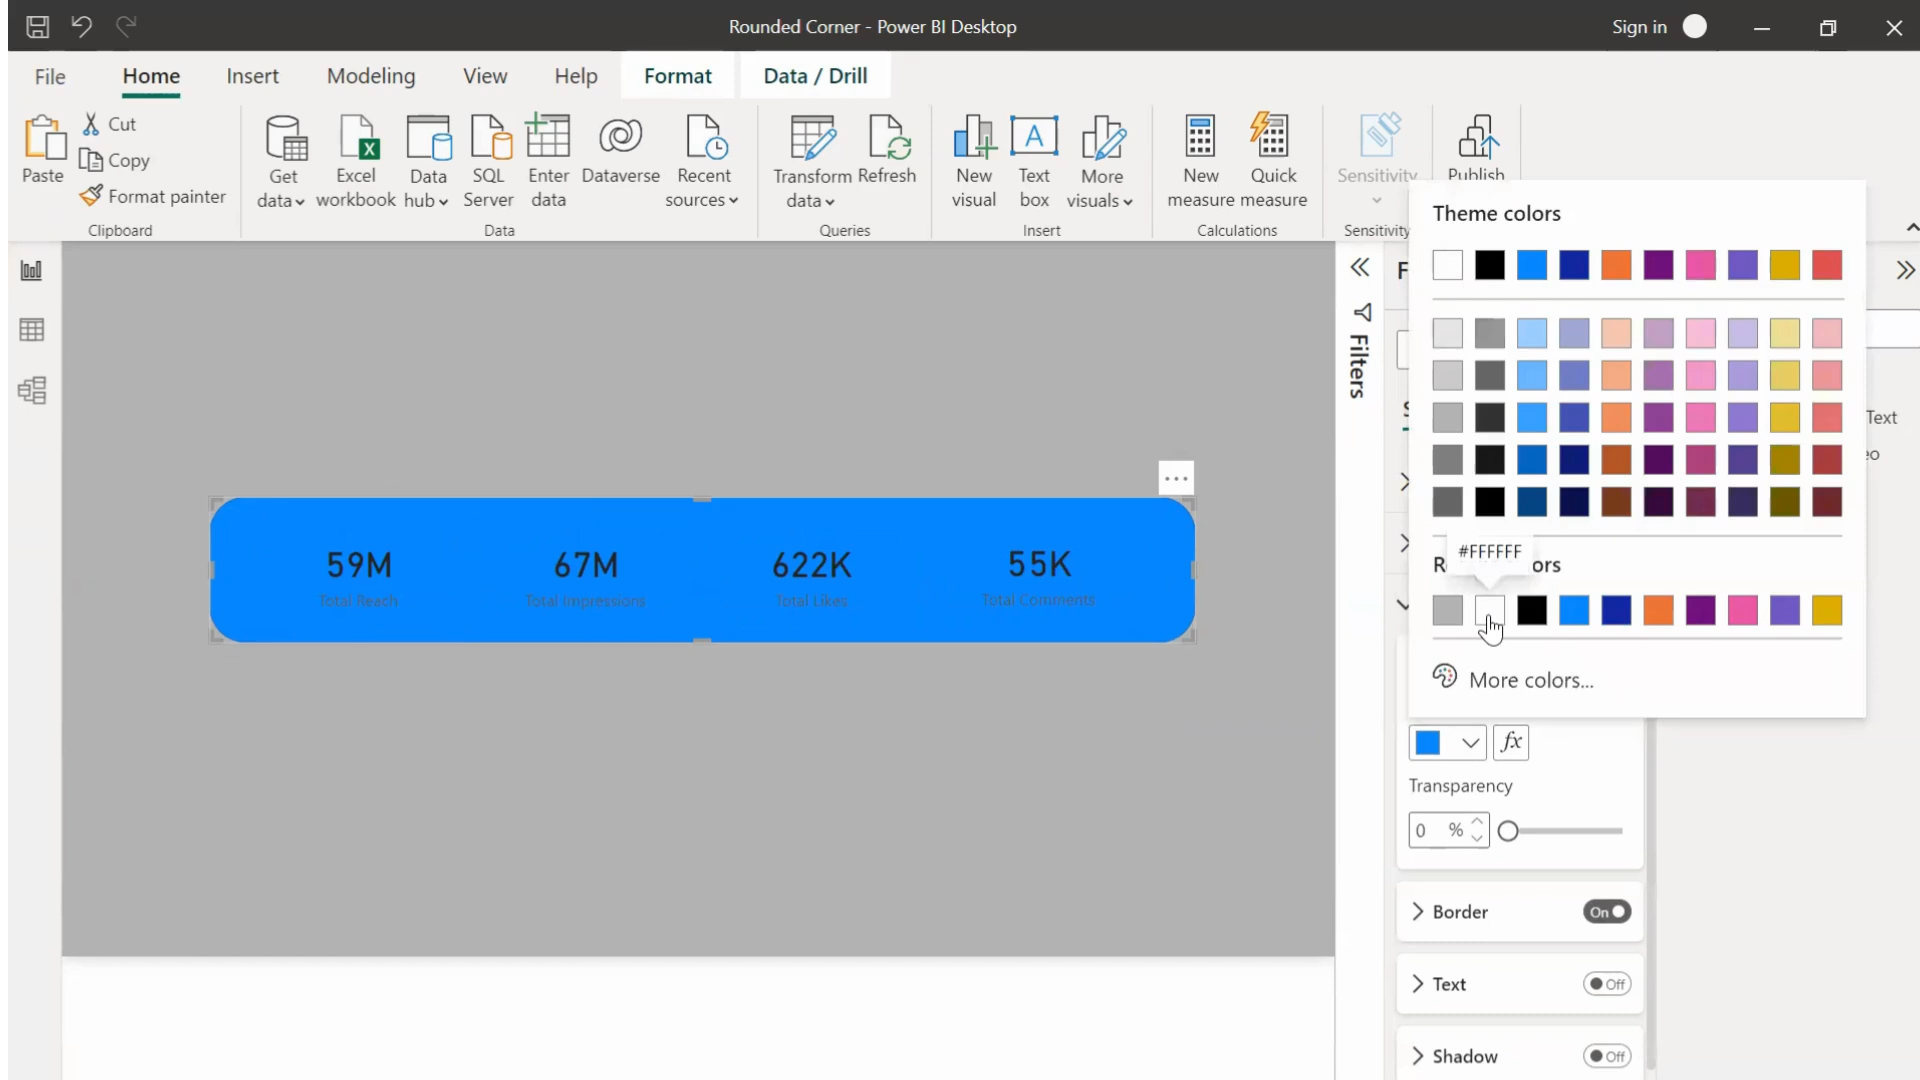 Rounded Corner - Power BI Desktop
Sign in
File Home Insert Modeling View Help Format Data / Drill
Paste
Cut
Copy
Format painter
Clipboard
Get data
Excel workbook
Data hub
SQL Server
Enter data
Dataverse
Recent sources
Data
Transform data
Refresh
Queries
New visual
Text box
A
More visuals
Insert
New measure
Quick measure
Calculations
Sensitivity
Sensitivity
Publish
Filters
59M
Total Reach
67M
Total Impressions
622K
Total Likes
55K
Total Comments
Theme colors
#FFFFFF
More colors...
Text
fx
Transparency
0 %
Border On
Text Off
Shadow Off